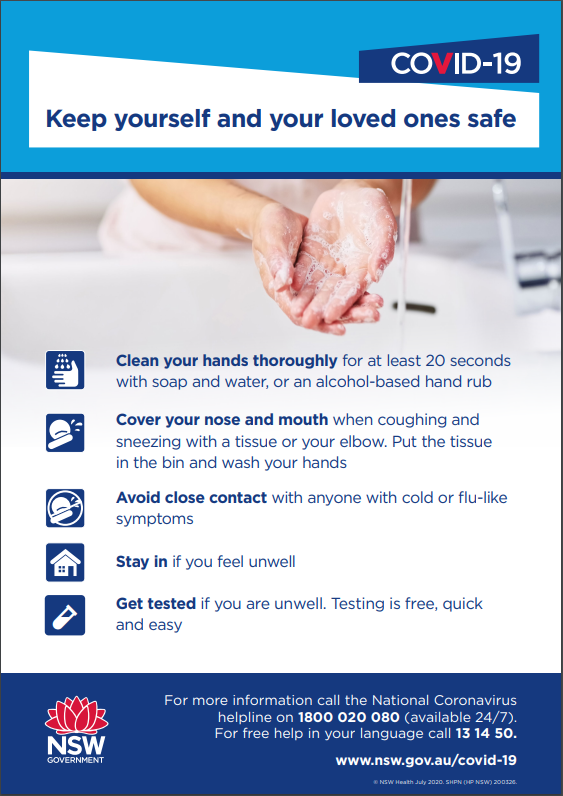 COVID-19
Keep yourself and your loved ones safe
Clean your hands thoroughly for at least 20 seconds
with soap and water, or an alcohol-based hand rub
Cover your nose and mouth when coughing and
sneezing with a tissue or your elbow. Put the tissue
in the bin and wash your hands
Avoid close contact with anyone with cold or flu-like
symptoms
Stay in if you feel unwell
Get tested if you are unwell. Testing is free, quick
and easy
For more information call the National Coronavirus
helpline on 1800 020 080 (available 24/7).
For free help in your language call 13 14 50.
www.nsw.gov.au/covid-19
NSW
GOVERNMENT
© NSW Health July 2020. SHPN (HP NSW) 200326.